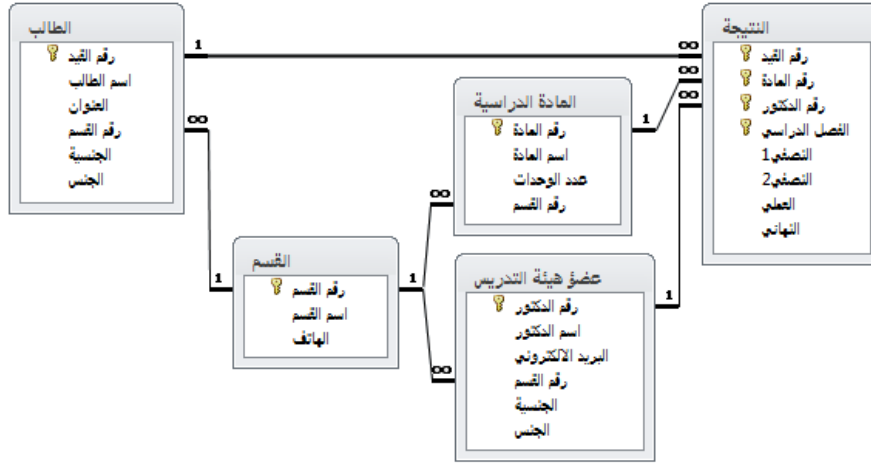 الطالب
رقم القيد
اسم الطالب
العنوان
رقم القسم
الجنسية
الجنس
النتيجة
رقم القيد
رقم المادة
رقم الدكتور
الفصل الدراسي
النصفي1
النصفي2
العملي
النهائي
المادة الدراسية
رقم المادة
اسم المادة
عدد الوحدات
رقم القسم
القسم
رقم القسم
اسم القسم
الهاتف
عضؤ هيئة التدريس
رقم الدكتور
اسم الدكتور
البريد الالكتروني
رقم القسم
الجنسية
الجنس
1
∞
∞
∞
∞
1
∞
1
1
∞
1